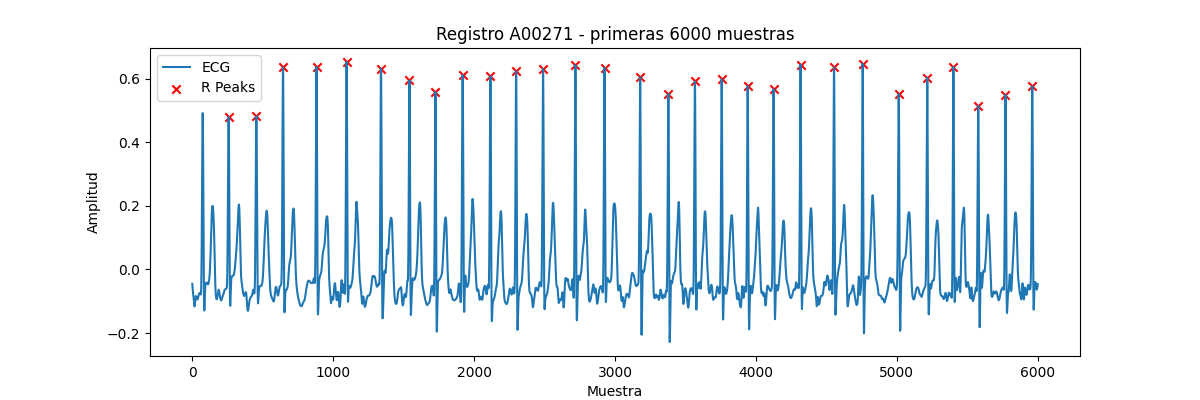 Registro A00271 - primeras 6000 muestras
ECG
R Peaks
Amplitud
0.6
0.4
0.2
0.0
−0.2
0 1000 2000 3000 4000 5000 6000
Muestra